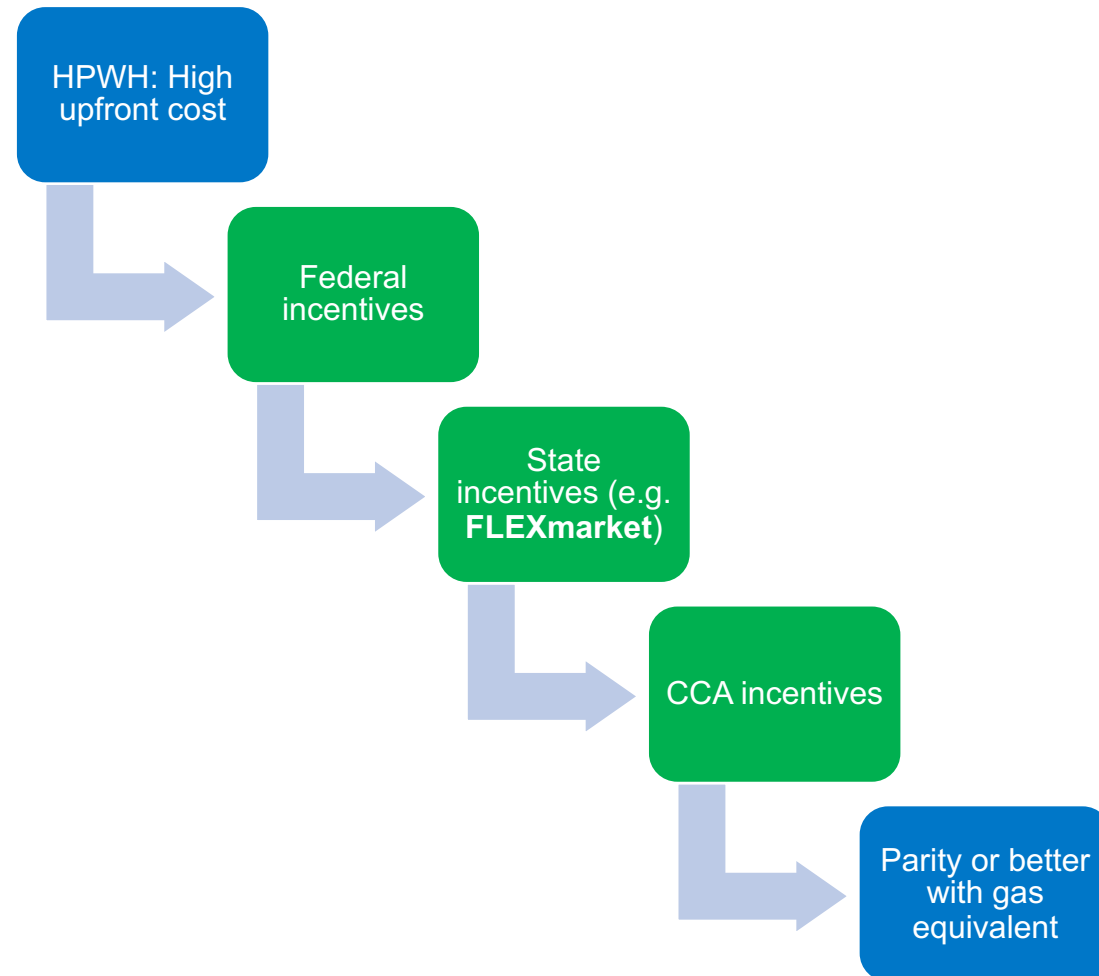 HPWH: High
upfront cost
Federal
incentives
State
incentives (e.g.
FLEXmarket)
CCA incentives
Parity or better
with gas
equivalent